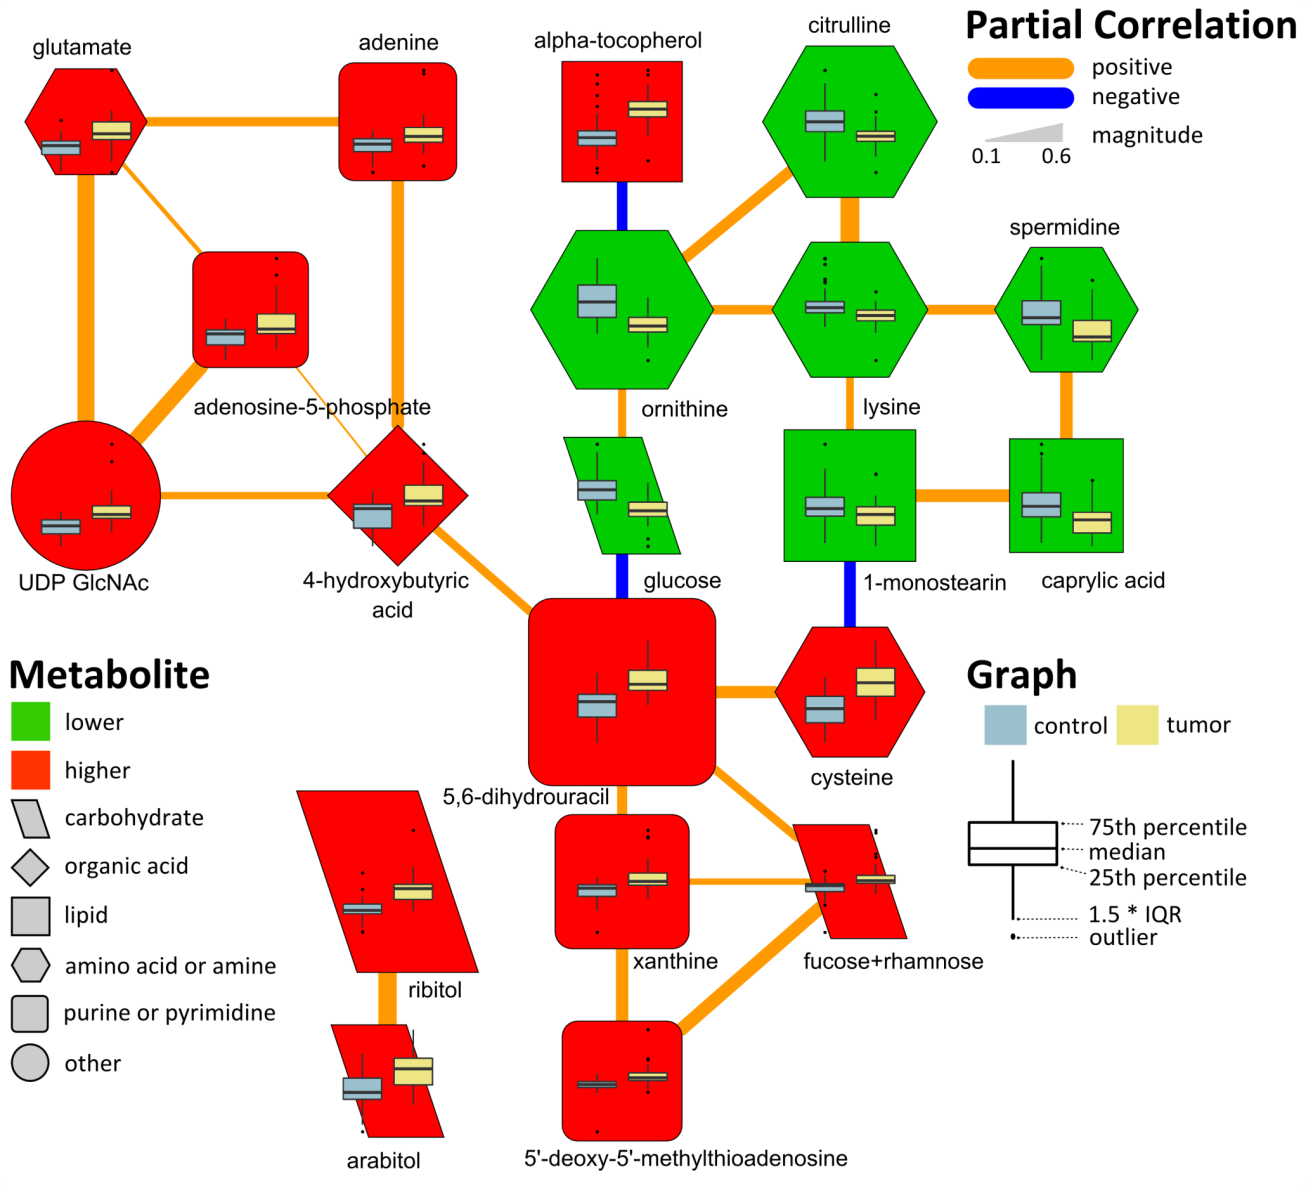 Partial Correlation
positive
negative
magnitude
0.1
0.6
glutamate
adenine
alpha-tocopherol
citrulline
spermidine
adenosine-5-phosphate
ornithine
lysine
UDP GlcNAc
4-hydroxybutyric
acid
glucose
1-monostearin
caprylic acid
cysteine
5,6-dihydrouracil
xanthine
fucose+rhamnose
ribitol
arabitol
5'-deoxy-5'-methylthioadenosine
Metabolite
lower
higher
carbohydrate
organic acid
lipid
amino acid or amine
purine or pyrimidine
other
Graph
control
tumor
75th percentile
median
25th percentile
1.5 * IQR
outlier